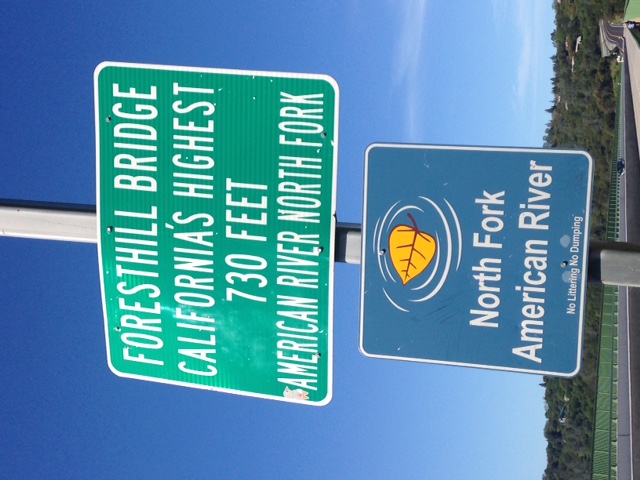 FORESTHILL BRIDGE
CALIFORNIA'S HIGHEST
730 FEET
AMERICAN RIVER NORTH FORK
North Fork
American River
No Littering No Dumping